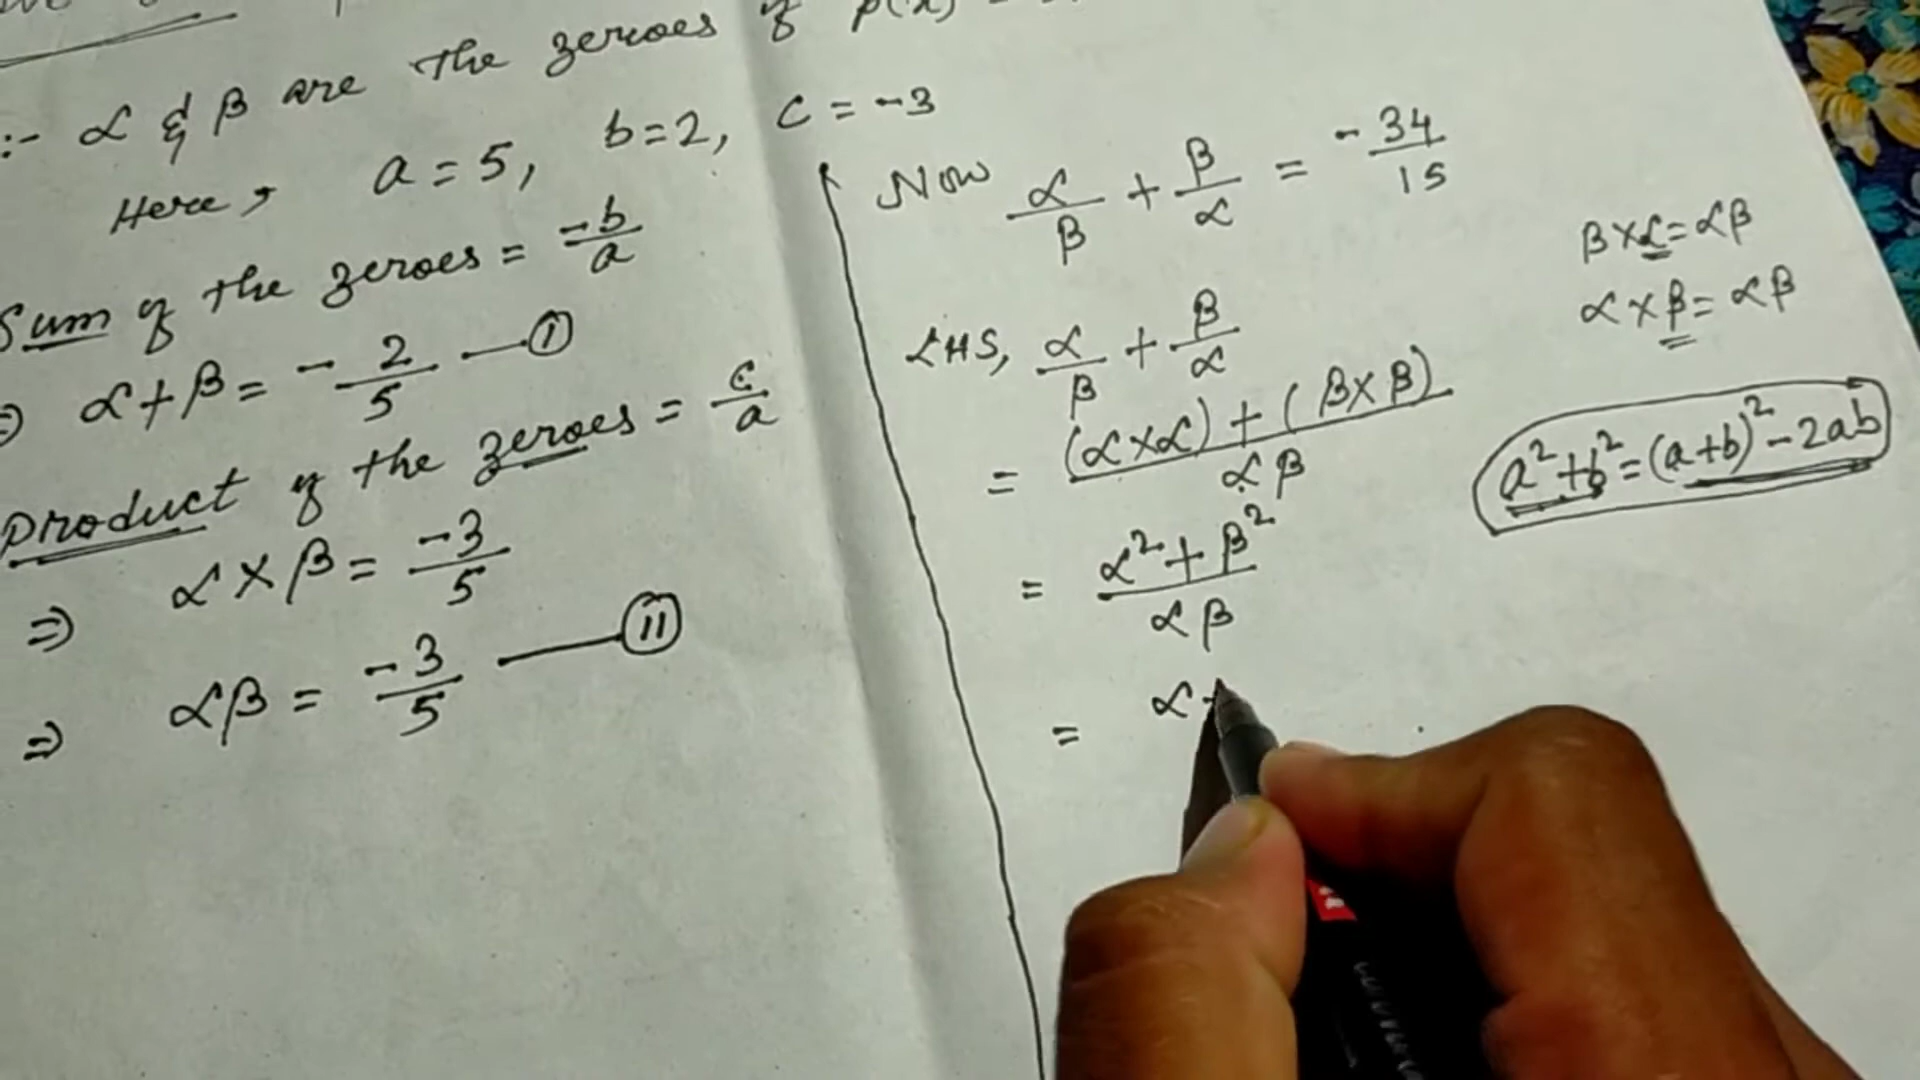 :- α & β are the zeroes of p(x)
Here, a = 5, b = 2, c = -3
Sum of the zeroes = -b/a
⇒ α + β = - 2/5 — (I)
Product of the zeroes = c/a
⇒ α × β = -3/5
⇒ αβ = -3/5 — (II)
Now α/β + β/α = -34/15
LHS, α/β + β/α
= (α×α) + (β×β)/αβ
= α² + β²/αβ
= α +
β×α = αβ
α×β = αβ
a² + b² = (a+b)² - 2ab